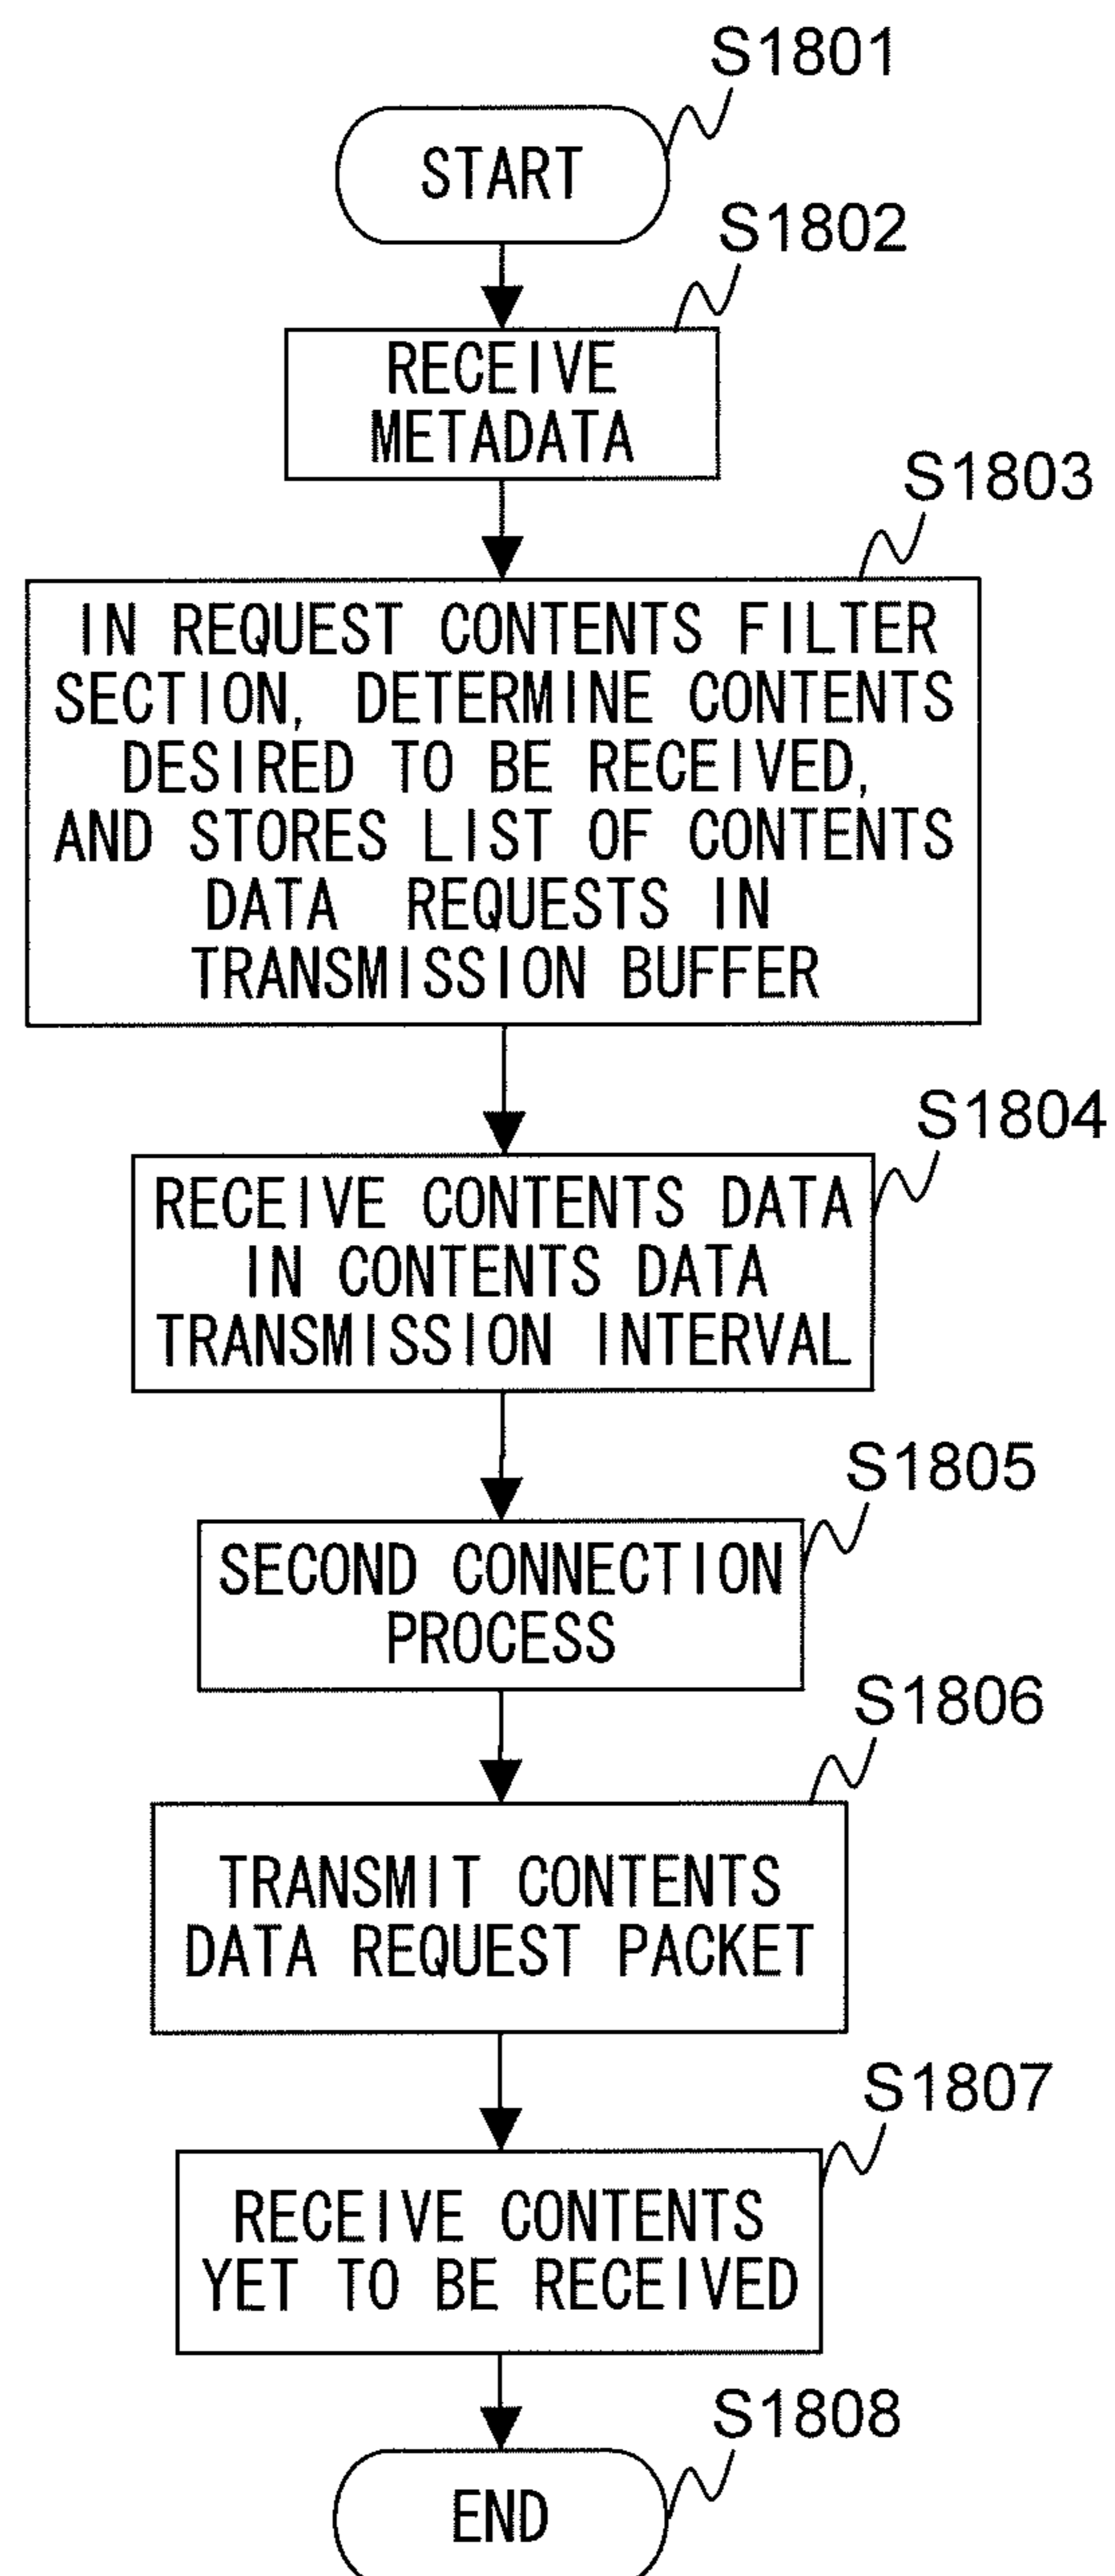 S1801
START
S1802
RECEIVE
METADATA
S1803
IN REQUEST CONTENTS FILTER
SECTION, DETERMINE CONTENTS
DESIRED TO BE RECEIVED,
AND STORES LIST OF CONTENTS
DATA REQUESTS IN
TRANSMISSION BUFFER
S1804
RECEIVE CONTENTS DATA
IN CONTENTS DATA
TRANSMISSION INTERVAL
S1805
SECOND CONNECTION
PROCESS
S1806
TRANSMIT CONTENTS
DATA REQUEST PACKET
S1807
RECEIVE CONTENTS
YET TO BE RECEIVED
S1808
END